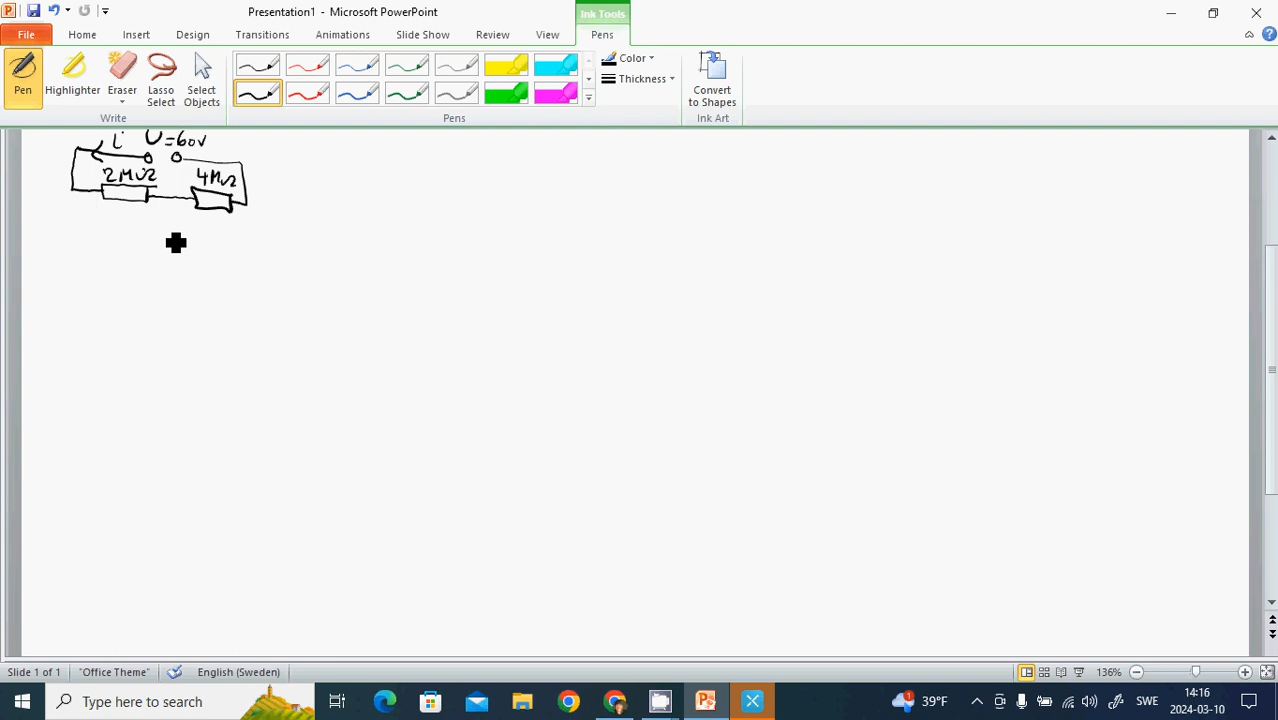 Presentation1 - Microsoft PowerPoint
Ink Tools
File Home Insert Design Transitions Animations Slide Show Review View Pens
Pen
Highlighter
Eraser
Lasso
Select
Select
Objects
Color
Thickness
Convert
to Shapes
Write
Pens
Ink Art
i U=60V
2MΩ 4MΩ
Slide 1 of 1 "Office Theme" English (Sweden) 136%
Type here to search
1 39°F SWE
14:16
2024-03-10